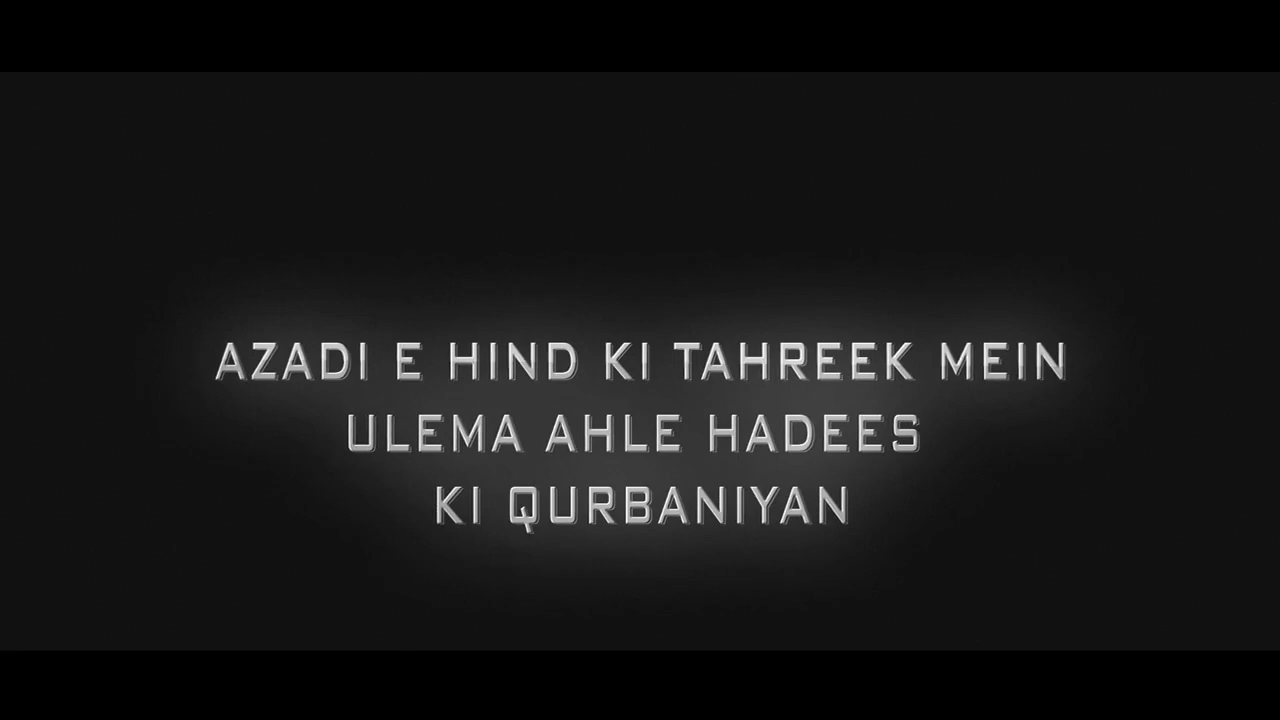 AZADI E HIND KI TAHREEK MEIN
ULEMA AHLE HADEES
KI QURBANIYAN